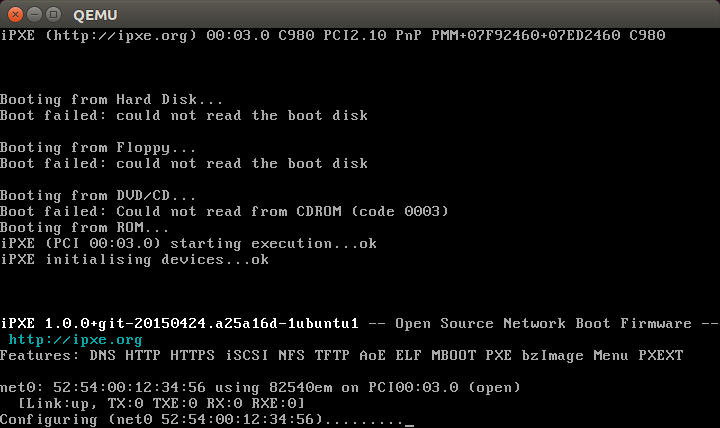 QEMU
iPXE (http://ipxe.org) 00:03.0 C980 PCI2.10 PnP PMM+07F92460+07ED2460 C980
Booting from Hard Disk...
Boot failed: could not read the boot disk
Booting from Floppy...
Boot failed: could not read the boot disk
Booting from DVD/CD...
Boot failed: Could not read from CDROM (code 0003)
Booting from ROM...
iPXE (PCI 00:03.0) starting execution...ok
iPXE initialising devices...ok
iPXE 1.0.0+git-20150424.a25a16d-1ubuntu1 -- Open Source Network Boot Firmware --
http://ipxe.org
Features: DNS HTTP HTTPS iSCSI NFS TFTP AoE ELF MBOOT PXE bzImage Menu PXEXT
net0: 52:54:00:12:34:56 using 82540em on PCI00:03.0 (open)
[Link:up, TX:0 TXE:0 RX:0 RXE:0]
Configuring (net0 52:54:00:12:34:56)........._